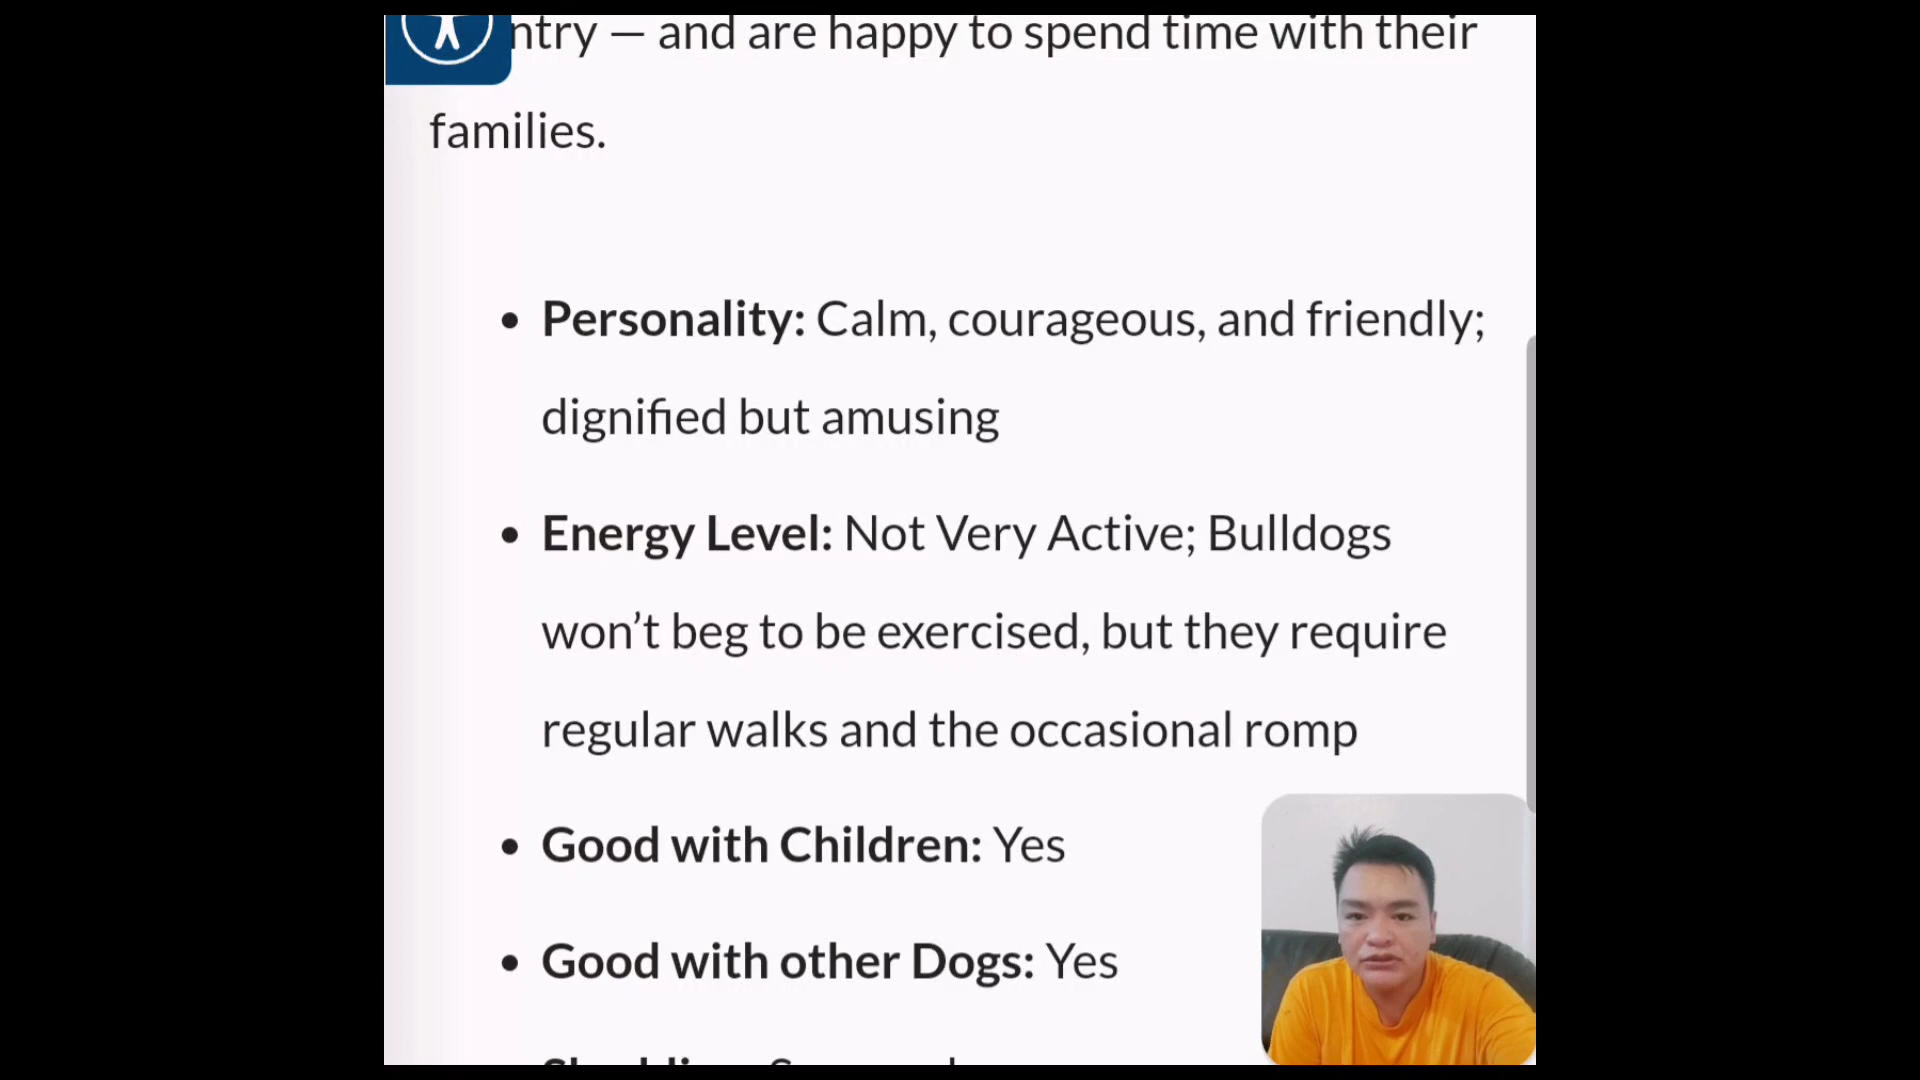 ntry — and are happy to spend time with their
families.
Personality: Calm, courageous, and friendly;
dignified but amusing
Energy Level: Not Very Active; Bulldogs
won’t beg to be exercised, but they require
regular walks and the occasional romp
Good with Children: Yes
Good with other Dogs: Yes